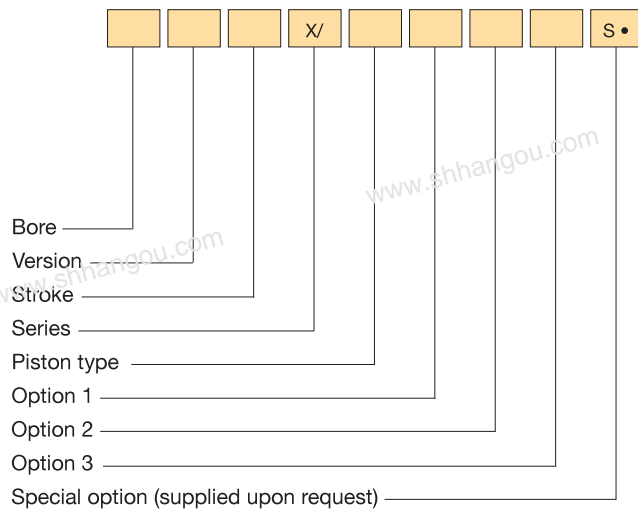 X/ S •
www.shhangou.com
Bore
Version
www.shhangou.com
Stroke
Series
Piston type
Option 1
Option 2
Option 3
Special option (supplied upon request)